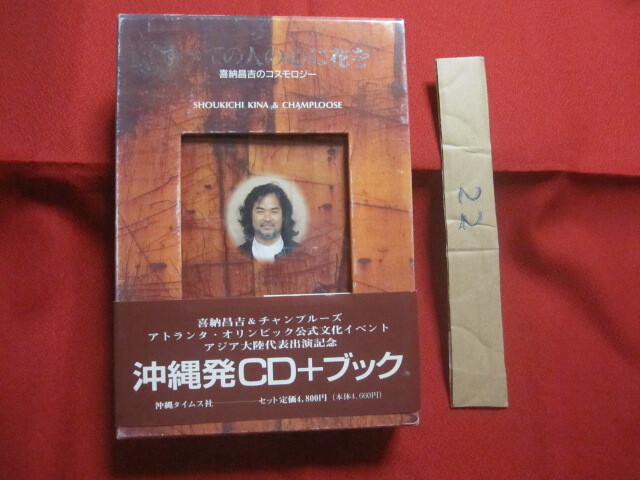 すべての人の心に花を
喜納昌吉のコスモロジー
SHOUKICHI KINA & CHAMPLOOSE
喜納昌吉&チャンプルーズ
アトランタ・オリンピック公式文化イベント
アジア大陸代表出演記念
沖縄発CD+ブック
沖縄タイムス社――セット定価4,800円(本体4,660円)
22